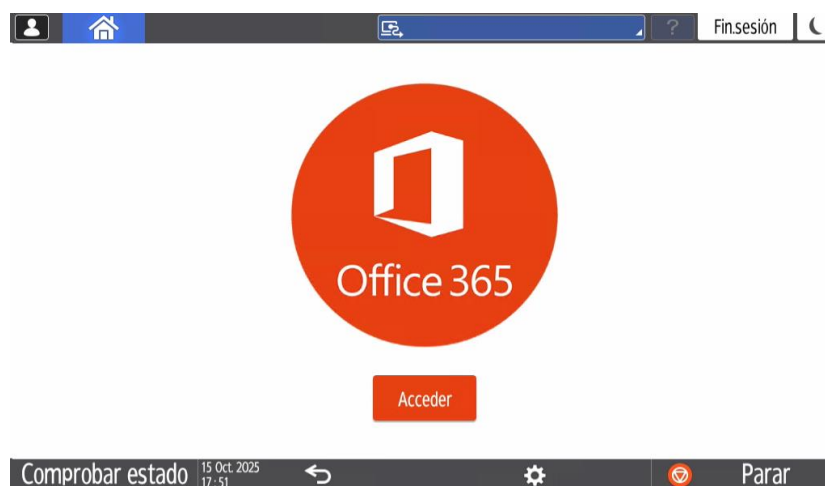 ? Fin.sesión
Office 365
Acceder
Comprobar estado 15 Oct. 2025
17:51
Parar